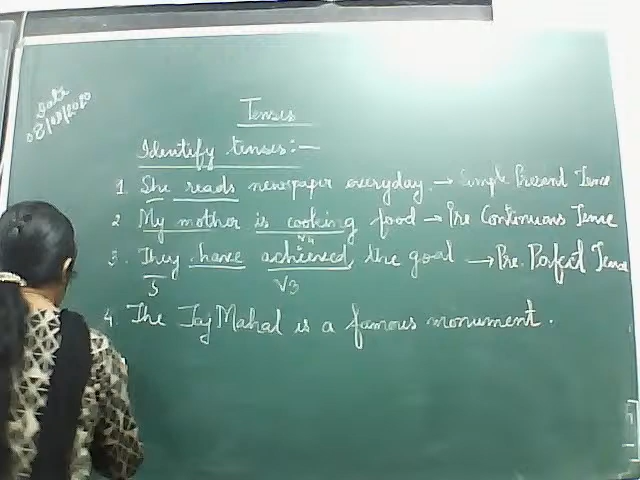 Date
08/09/2020
Tenses
Identify tenses:—
1. She reads newspaper everyday. → Simple Present Tense
2. My mother is cooking food → Pre Continuous Tense
V4
3. They have achieved the goal → Pre. Perfect Tense
S V3
4. The Taj Mahal is a famous monument.